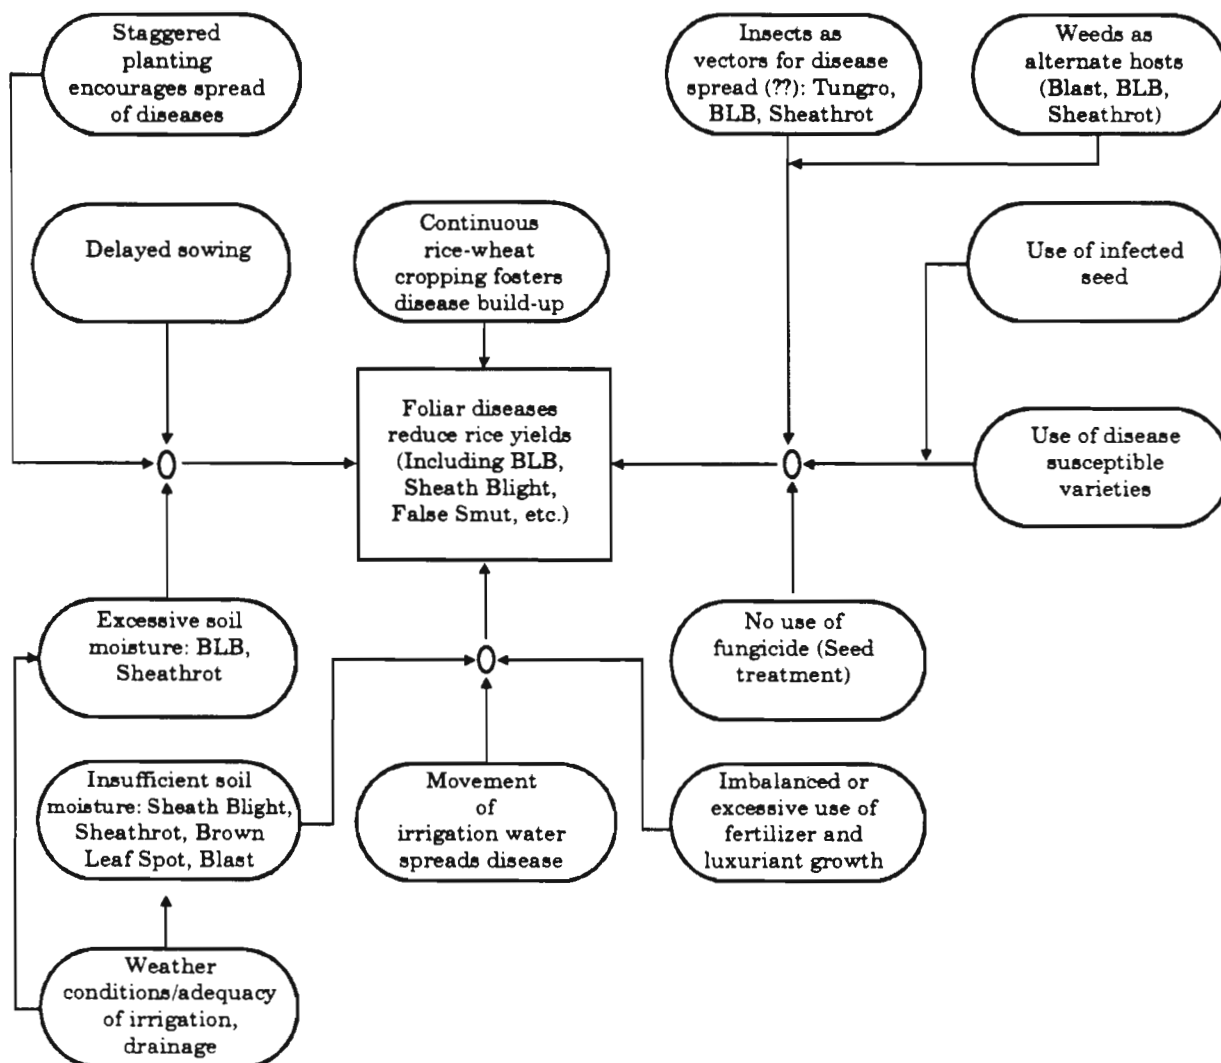 Staggered
planting
encourages spread
of diseases
Insects as
vectors for disease
spread (??): Tungro,
BLB, Sheathrot
Weeds as
alternate hosts
(Blast, BLB,
Sheathrot)
Delayed sowing
Continuous
rice-wheat
cropping fosters
disease build-up
Use of infected
seed
Foliar diseases
reduce rice yields
(Including BLB,
Sheath Blight,
False Smut, etc.)
Use of disease
susceptible
varieties
Excessive soil
moisture: BLB,
Sheathrot
No use of
fungicide (Seed
treatment)
Insufficient soil
moisture: Sheath Blight,
Sheathrot, Brown
Leaf Spot, Blast
Movement
of
irrigation water
spreads disease
Imbalanced or
excessive use of
fertilizer and
luxuriant growth
Weather
conditions/adequacy
of irrigation,
drainage